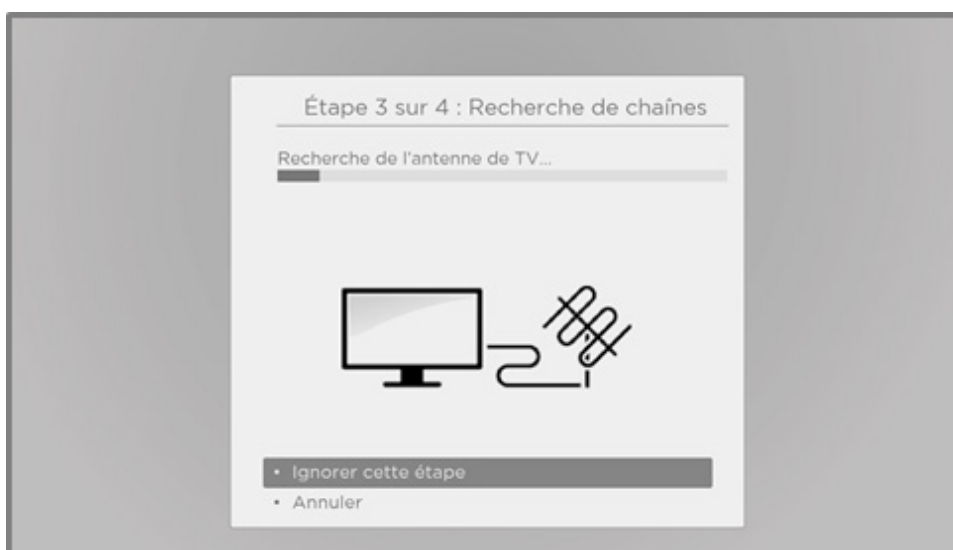 Étape 3 sur 4 : Recherche de chaînes
Recherche de l'antenne de TV...
• Ignorer cette étape
• Annuler